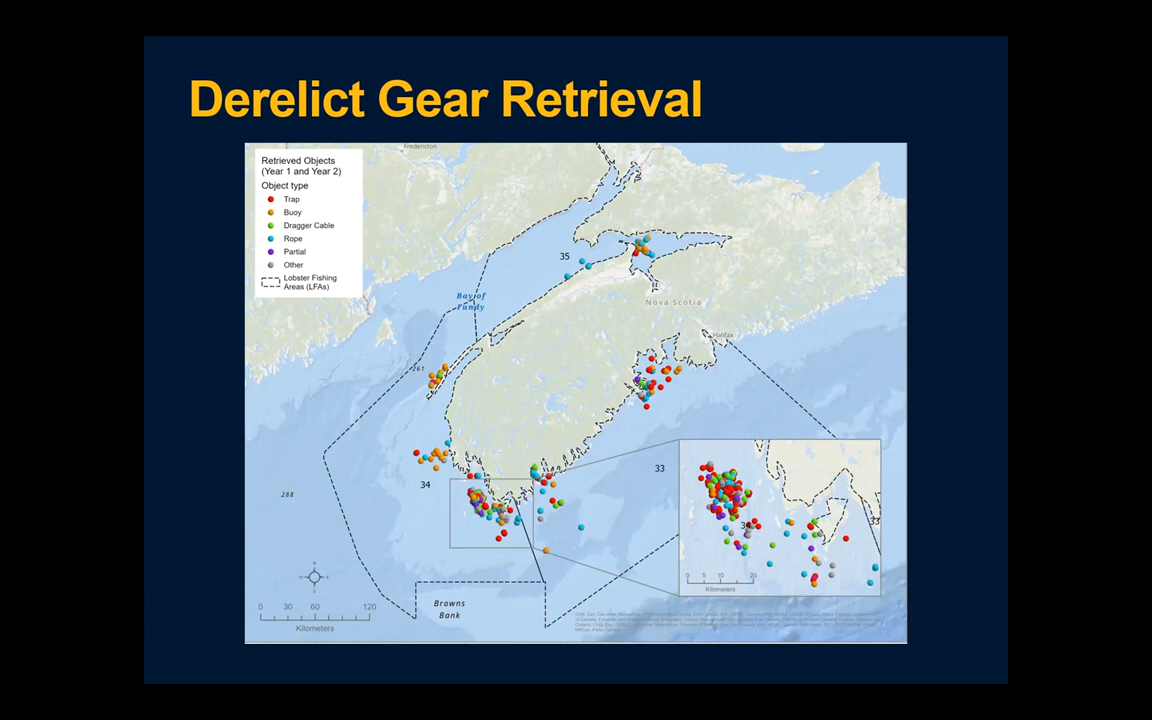 Derelict Gear Retrieval
Retrieved Objects
(Year 1 and Year 2)
Object type
Trap
Buoy
Dragger Cable
Rope
Partial
Other
Lobster Fishing
Areas (LFAs)
Fredericton
35
Bay of
Fundy
Nova Scotia
Halifax
261
34
288
33
34
33
0 5 10 20
Kilometers
N
0 30 60 120
Kilometers
Browns
Bank